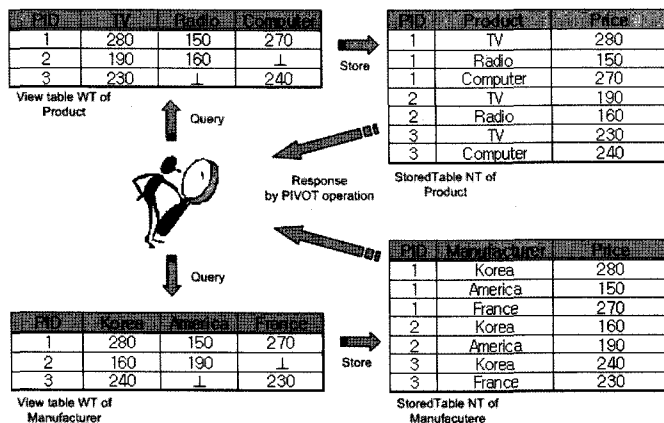 PID TV Radio Computer
1 280 150 270
2 190 160 ⊥
3 230 ⊥ 240
View table WT of
Product
Store
PID Product Price
1 TV 280
1 Radio 150
1 Computer 270
2 TV 190
2 Radio 160
3 TV 230
3 Computer 240
StoredTable NT of
Product
Query
Response
by PIVOT operation
Query
PID Korea America France
1 280 150 270
2 160 190 ⊥
3 240 ⊥ 230
View table WT of
Manufacturer
Store
PID Manufacturer Price
1 Korea 280
1 America 150
1 France 270
2 Korea 160
2 America 190
3 Korea 240
3 France 230
StoredTable NT of
Manufacutere